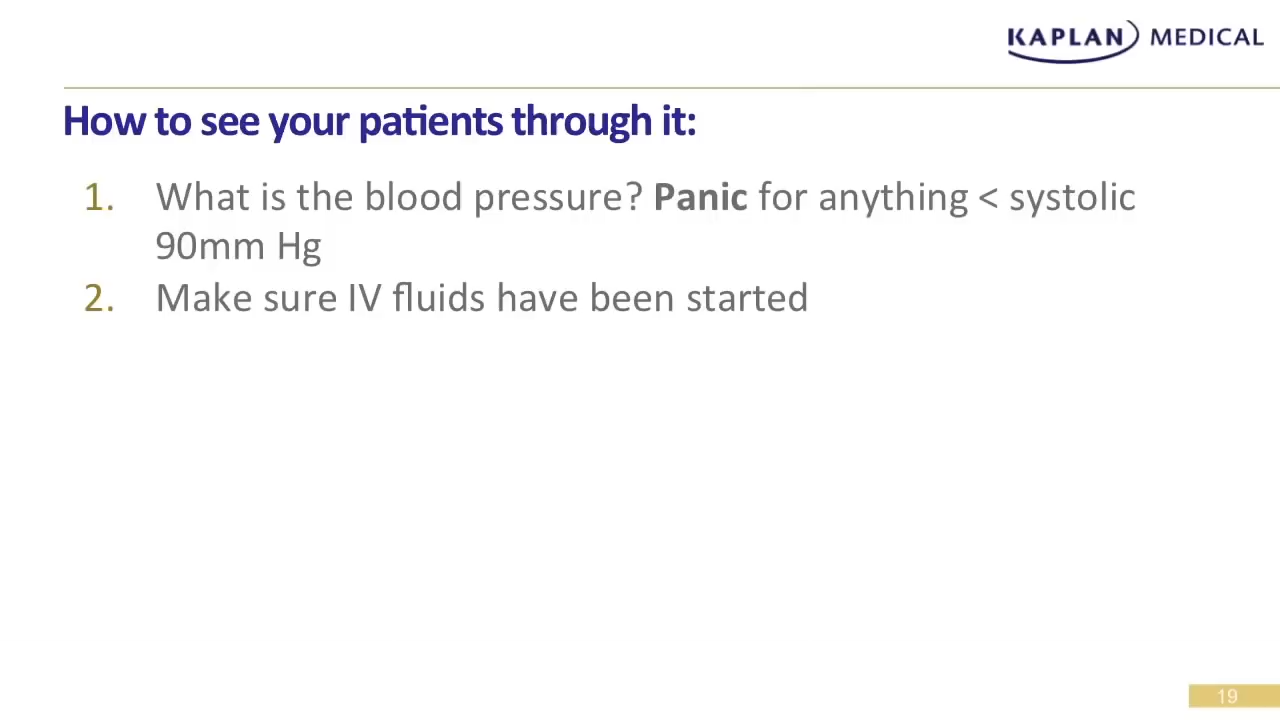 KAPLAN MEDICAL
How to see your patients through it:
1. What is the blood pressure? Panic for anything < systolic
90mm Hg
2. Make sure IV fluids have been started
19